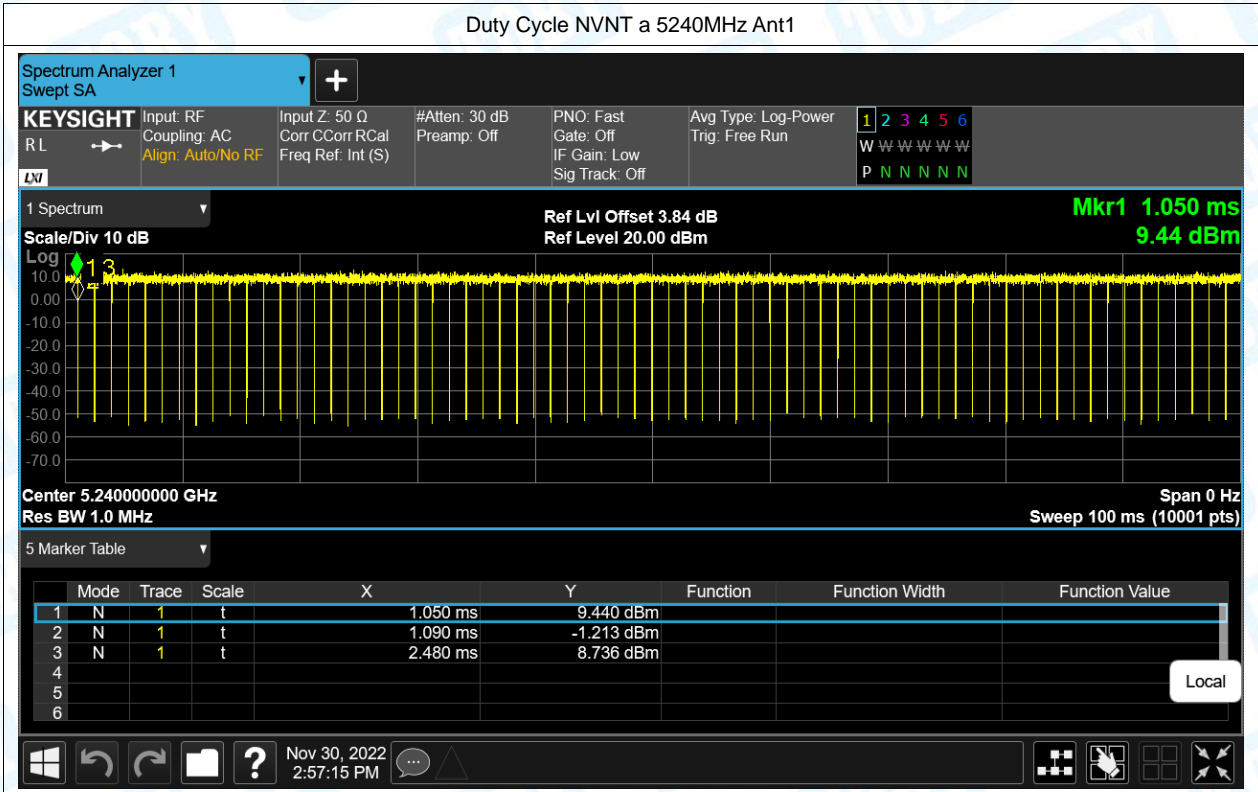 Duty Cycle NVNT a 5240MHz Ant1
Spectrum Analyzer 1
Swept SA
KEYSIGHT
R L
LXI
Input: RF
Coupling: AC
Align: Auto/No RF
Input Z: 50 Ω
Corr CCorr RCal
Freq Ref: Int (S)
#Atten: 30 dB
Preamp: Off
PNO: Fast
Gate: Off
IF Gain: Low
Sig Track: Off
Avg Type: Log-Power
Trig: Free Run
1 2 3 4 5 6
W W W W W W
P N N N N N
1 Spectrum
Scale/Div 10 dB
Ref Lvl Offset 3.84 dB
Ref Level 20.00 dBm
Mkr1 1.050 ms
9.44 dBm
Log
1 3
10.0
0.00
-10.0
-20.0
-30.0
-40.0
-50.0
-60.0
-70.0
Center 5.240000000 GHz
Span 0 Hz
Res BW 1.0 MHz
Sweep 100 ms (10001 pts)
5 Marker Table
Mode Trace Scale X Y Function Function Width Function Value
1 N 1 t 1.050 ms 9.440 dBm
2 N 1 t 1.090 ms -1.213 dBm
3 N 1 t 2.480 ms 8.736 dBm
4
5
6
Local
Nov 30, 2022
2:57:15 PM